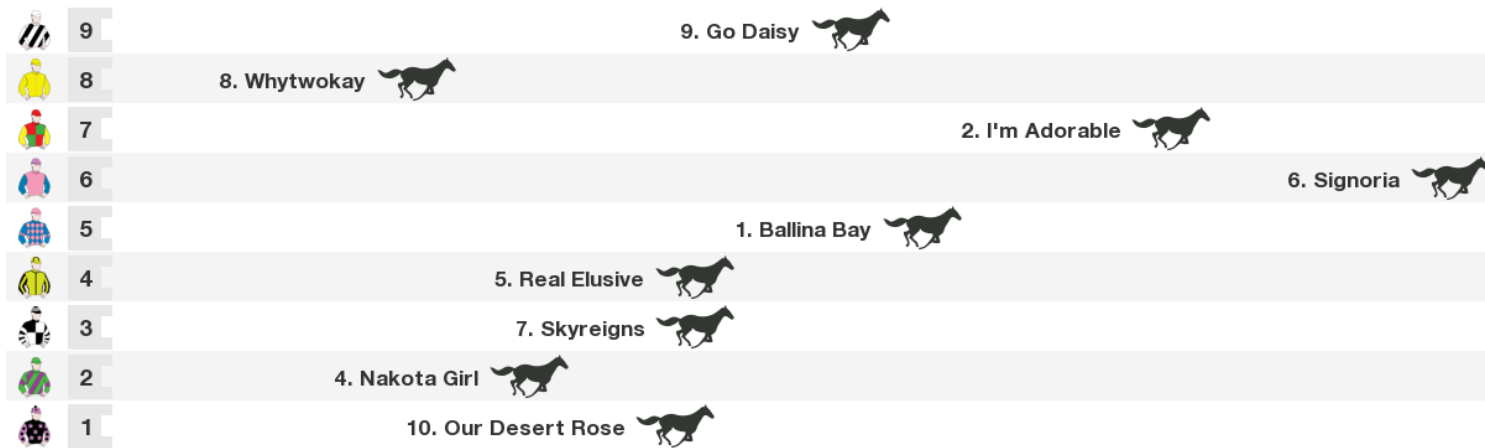 9 9. Go Daisy
8 8. Whytwokay
7 2. I'm Adorable
6 6. Signoria
5 1. Ballina Bay
4 5. Real Elusive
3 7. Skyreigns
2 4. Nakota Girl
1 10. Our Desert Rose